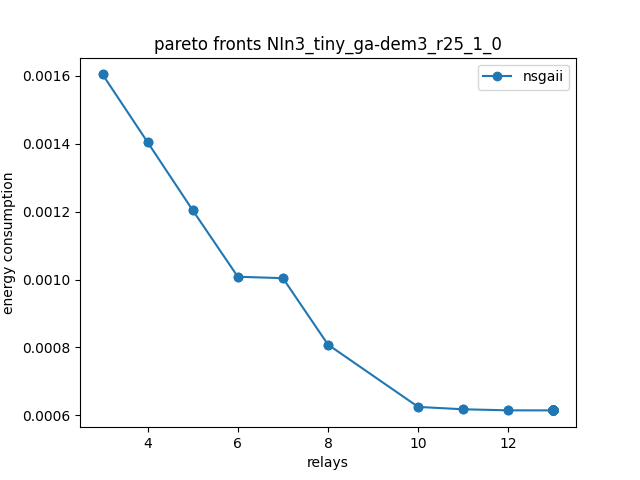 pareto fronts NIn3_tiny_ga-dem3_r25_1_0
nsgaii
energy consumption
0.0016
0.0014
0.0012
0.0010
0.0008
0.0006
4 6 8 10 12
relays